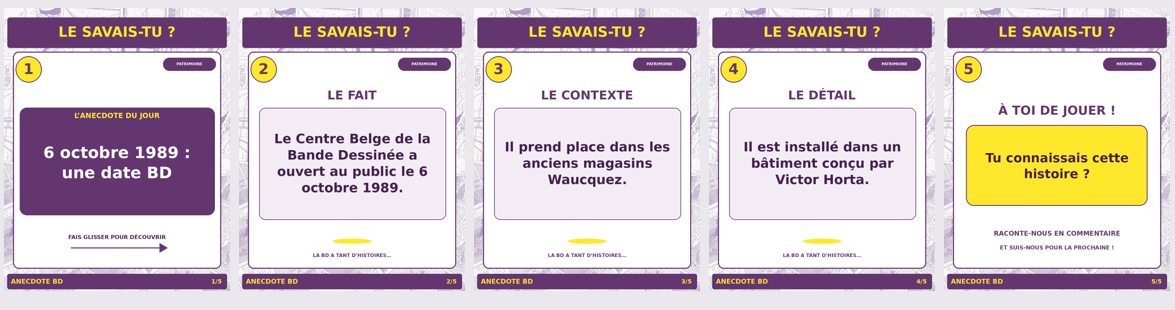 LE SAVAIS-TU ?
1
PATRIMOINE
L'ANECDOTE DU JOUR
6 octobre 1989 :
une date BD
FAIS GLISSER POUR DÉCOUVRIR
ANECDOTE BD
1/5
LE SAVAIS-TU ?
2
PATRIMOINE
LE FAIT
Le Centre Belge de la
Bande Dessinée a
ouvert au public le 6
octobre 1989.
LA BD A TANT D'HISTOIRES...
ANECDOTE BD
2/5
LE SAVAIS-TU ?
3
PATRIMOINE
LE CONTEXTE
Il prend place dans les
anciens magasins
Waucquez.
LA BD A TANT D'HISTOIRES...
ANECDOTE BD
3/5
LE SAVAIS-TU ?
4
PATRIMOINE
LE DÉTAIL
Il est installé dans un
bâtiment conçu par
Victor Horta.
LA BD A TANT D'HISTOIRES...
ANECDOTE BD
4/5
LE SAVAIS-TU ?
5
PATRIMOINE
À TOI DE JOUER !
Tu connaissais cette
histoire ?
RACONTE-NOUS EN COMMENTAIRE
ET SUIS-NOUS POUR LA PROCHAINE !
ANECDOTE BD
5/5